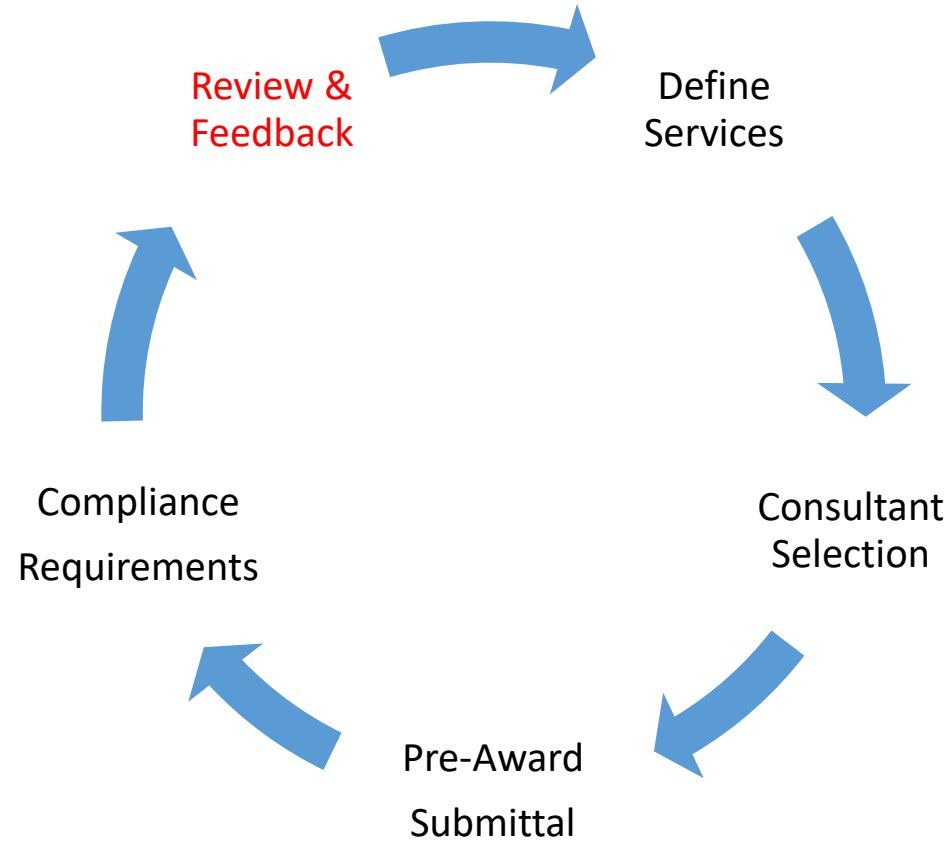 Review &
Feedback
Define
Services
Consultant
Selection
Pre-Award
Submittal
Compliance
Requirements